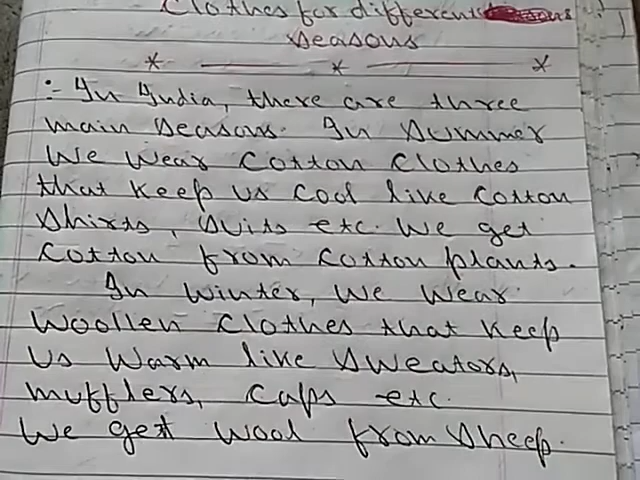 Clothes for different
seasons
:- In India, there are three
main seasons. In summer
We wear cotton clothes
that keep us cool like cotton
shirts, suits etc. We get
cotton from cotton plants.
In winter, we wear
woollen clothes that keep
us warm like sweators,
mufflers, caps etc.
We get wool from sheep.